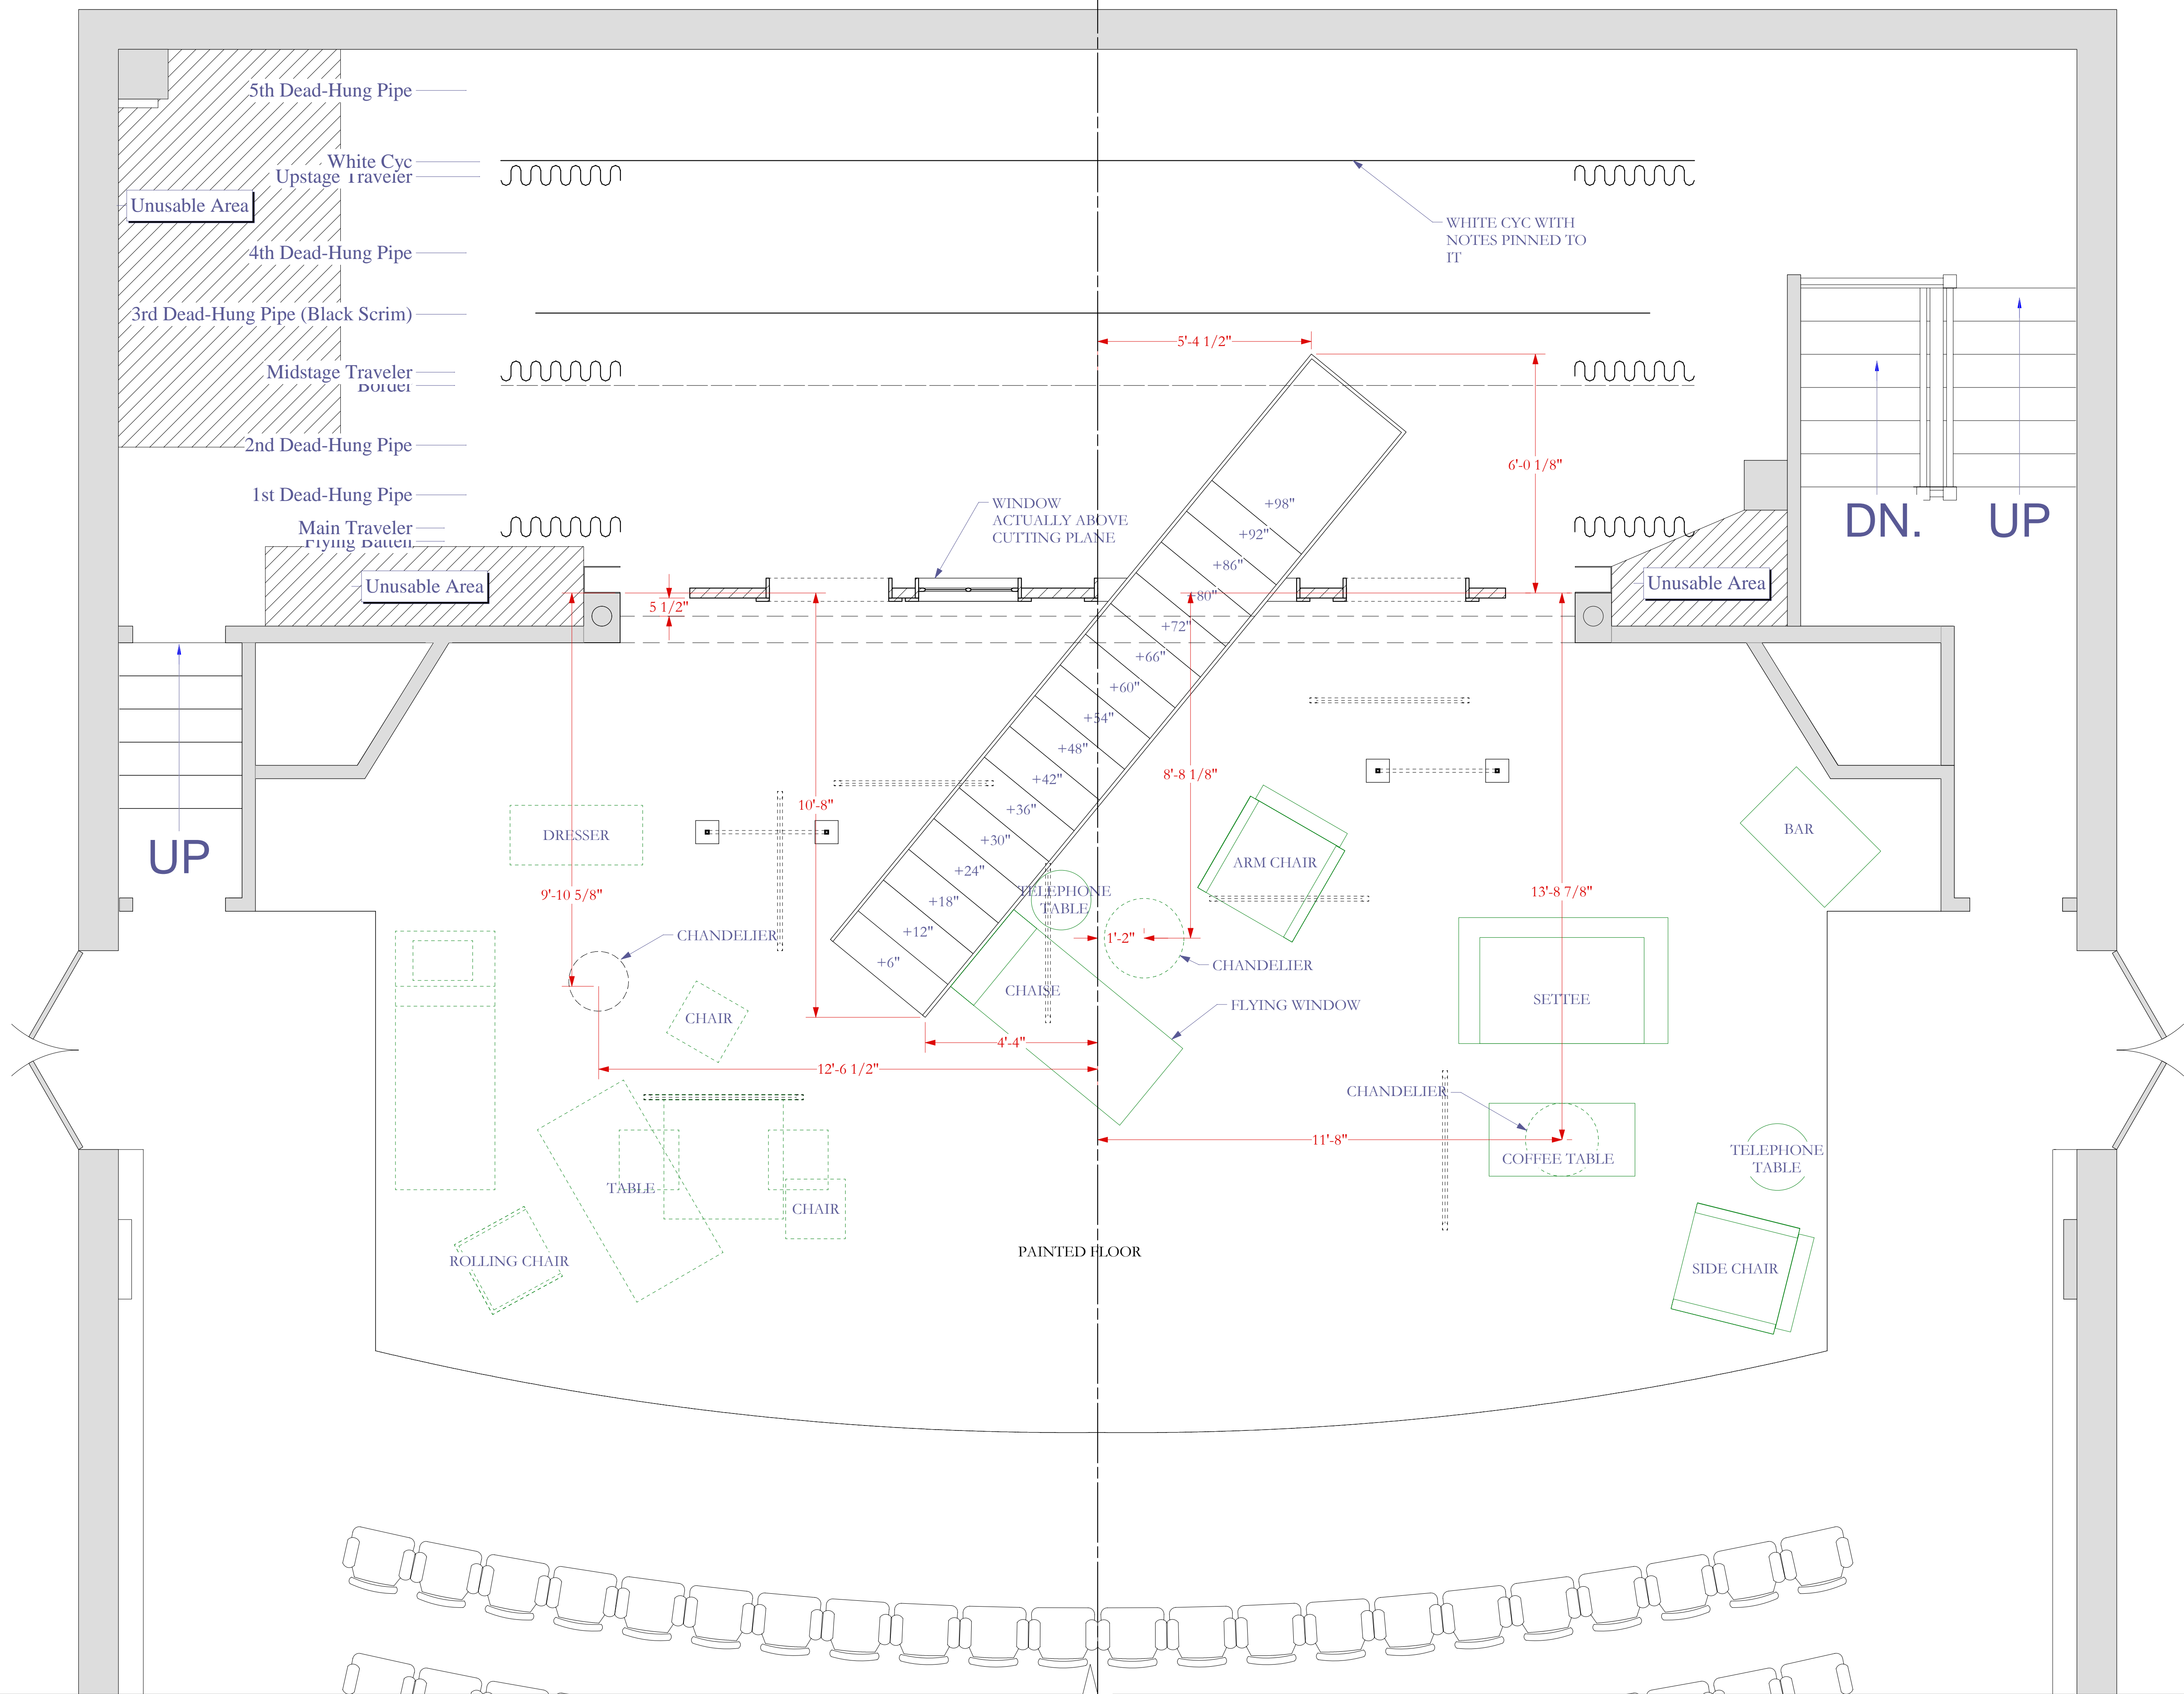 5th Dead-Hung Pipe
White Cyc
Upstage Traveler
Unusable Area
WHITE CYC WITH
NOTES PINNED TO
IT
4th Dead-Hung Pipe
3rd Dead-Hung Pipe (Black Scrim)
5'-4 1/2"
Midstage Traveler
Border
2nd Dead-Hung Pipe
6'-0 1/8"
1st Dead-Hung Pipe
WINDOW
ACTUALLY ABOVE
CUTTING PLANE
+98"
Main Traveler
Flying Batten
DN.
UP
+92"
+86"
Unusable Area
Unusable Area
+80"
5 1/2"
+72"
+66"
+60"
+54"
+48"
8'-8 1/8"
+42"
10'-8"
+36"
DRESSER
+30"
BAR
UP
ARM CHAIR
+24"
9'-10 5/8"
TELEPHONE
TABLE
13'-8 7/8"
+18"
+12"
CHANDELIER
1'-2"
+6"
CHANDELIER
CHAISE
SETTEE
FLYING WINDOW
CHAIR
4'-4"
12'-6 1/2"
CHANDELIER
11'-8"
TELEPHONE
TABLE
COFFEE TABLE
TABLE
CHAIR
PAINTED FLOOR
ROLLING CHAIR
SIDE CHAIR